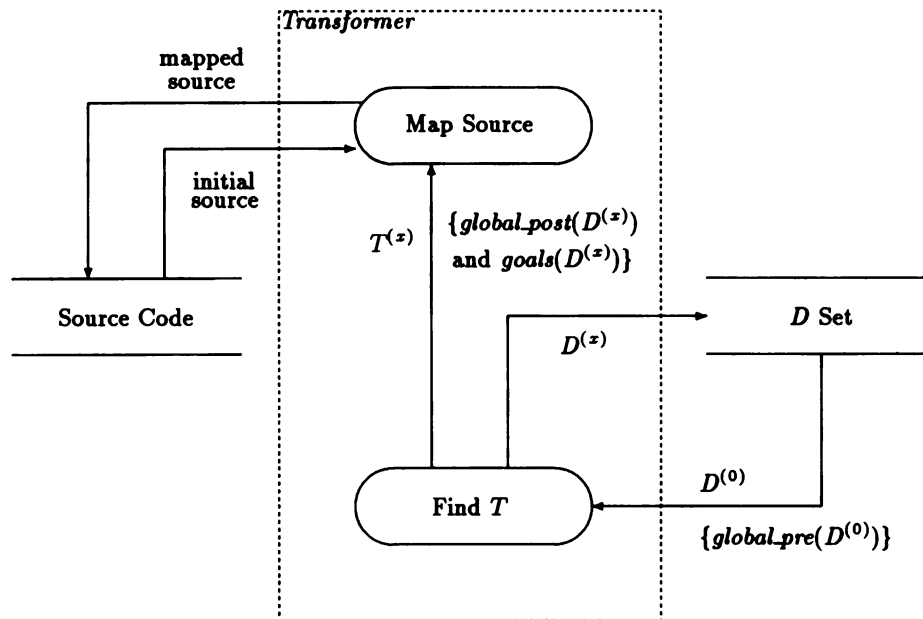 Transformer
mapped
source
Map Source
initial
source
T^(x)
{global_post(D^(x))
and goals(D^(x))}
Source Code
D Set
D^(x)
D^(0)
Find T
{global_pre(D^(0))}